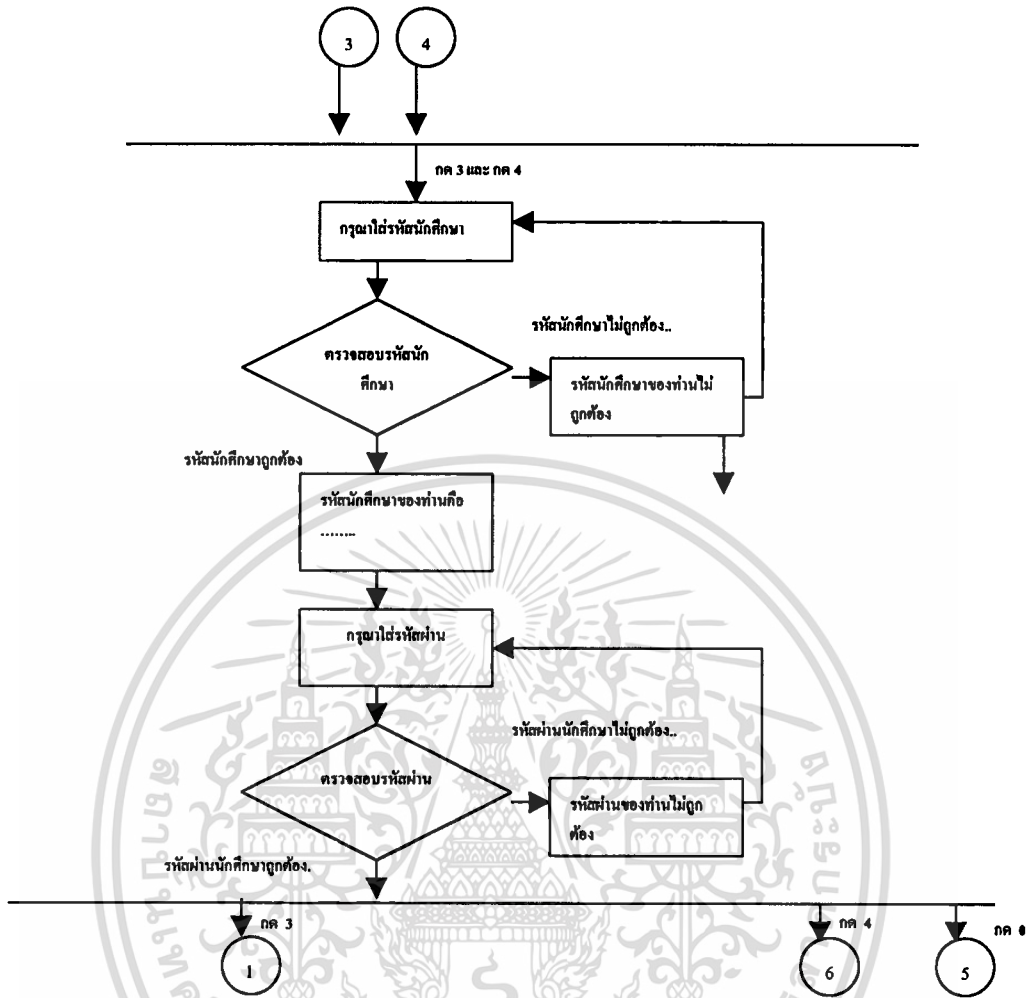 3
4
กด 3 และ กด 4
กรุณาใส่รหัสนักศึกษา
รหัสนักศึกษาไม่ถูกต้อง..
ตรวจสอบรหัสนัก
ศึกษา
รหัสนักศึกษาของท่านไม่
ถูกต้อง
รหัสนักศึกษาถูกต้อง
รหัสนักศึกษาของท่านคือ
........
กรุณาใส่รหัสผ่าน
รหัสผ่านนักศึกษาไม่ถูกต้อง..
ตรวจสอบรหัสผ่าน
รหัสผ่านของท่านไม่ถูก
ต้อง
รหัสผ่านนักศึกษาถูกต้อง.
กด 3
กด 4
กด
1
6
5